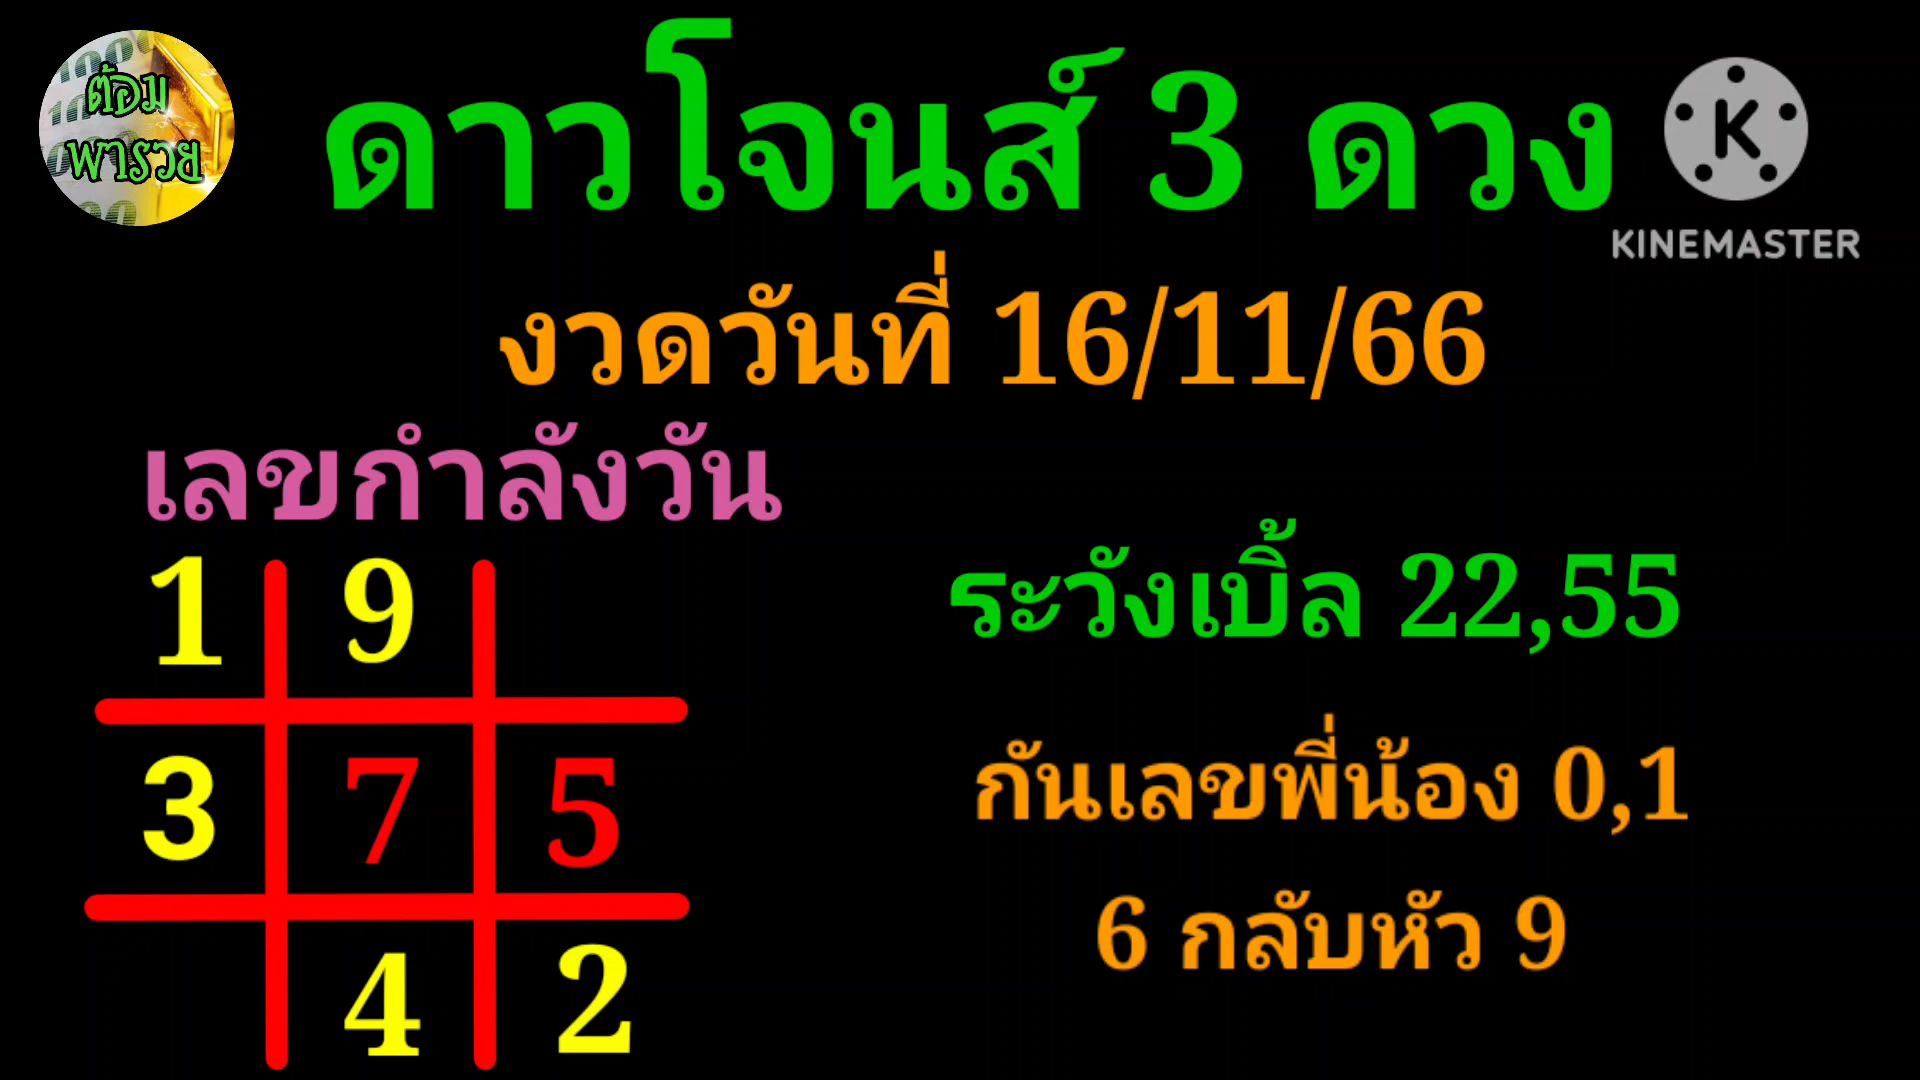 ต้อม
พารวย
ดาวโจนส์ 3 ดวง
KINEMASTER
งวดวันที่ 16/11/66
เลขกำลังวัน
1 9
3 7 5
4 2
ระวังเบิ้ล 22,55
กันเลขพี่น้อง 0,1
6 กลับหัว 9